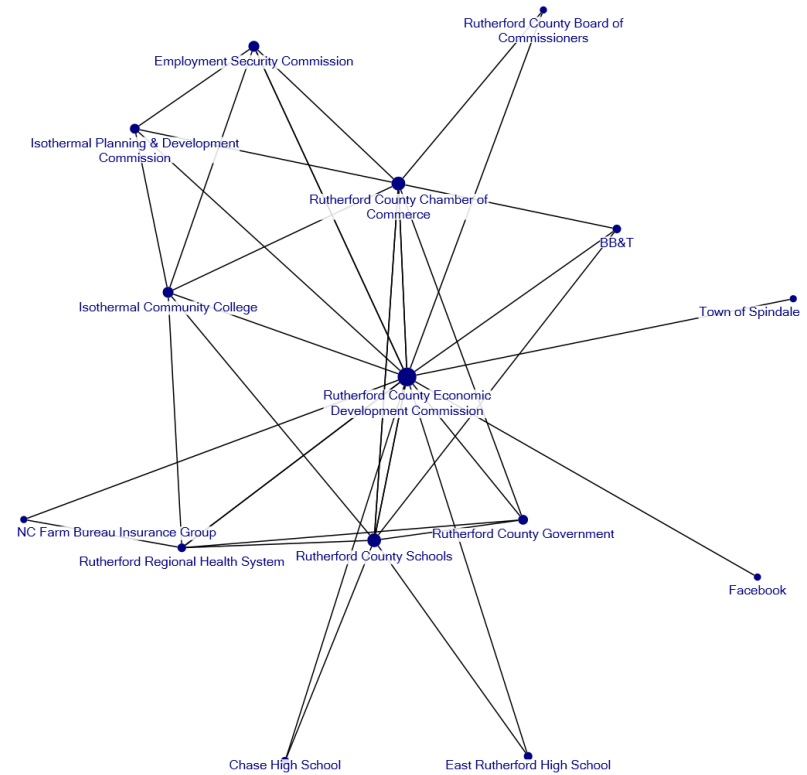 Rutherford County Board of
Commissioners
Employment Security Commission
Isothermal Planning & Development
Commission
Rutherford County Chamber of
Commerce
BB&T
Isothermal Community College
Town of Spindale
Rutherford County Economic
Development Commission
NC Farm Bureau Insurance Group
Rutherford County Government
Rutherford County Schools
Rutherford Regional Health System
Facebook
Chase High School
East Rutherford High School